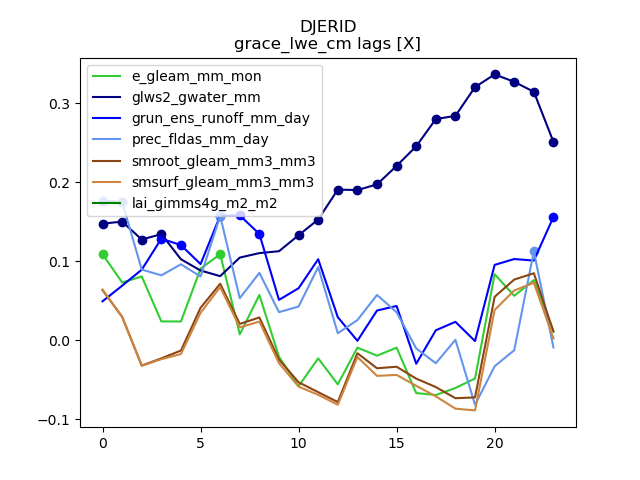 DJERID
grace_lwe_cm lags [X]
e_gleam_mm_mon
glws2_gwater_mm
grun_ens_runoff_mm_day
prec_fldas_mm_day
smroot_gleam_mm3_mm3
smsurf_gleam_mm3_mm3
lai_gimms4g_m2_m2
0.3
0.2
0.1
0.0
−0.1
0
5
10
15
20